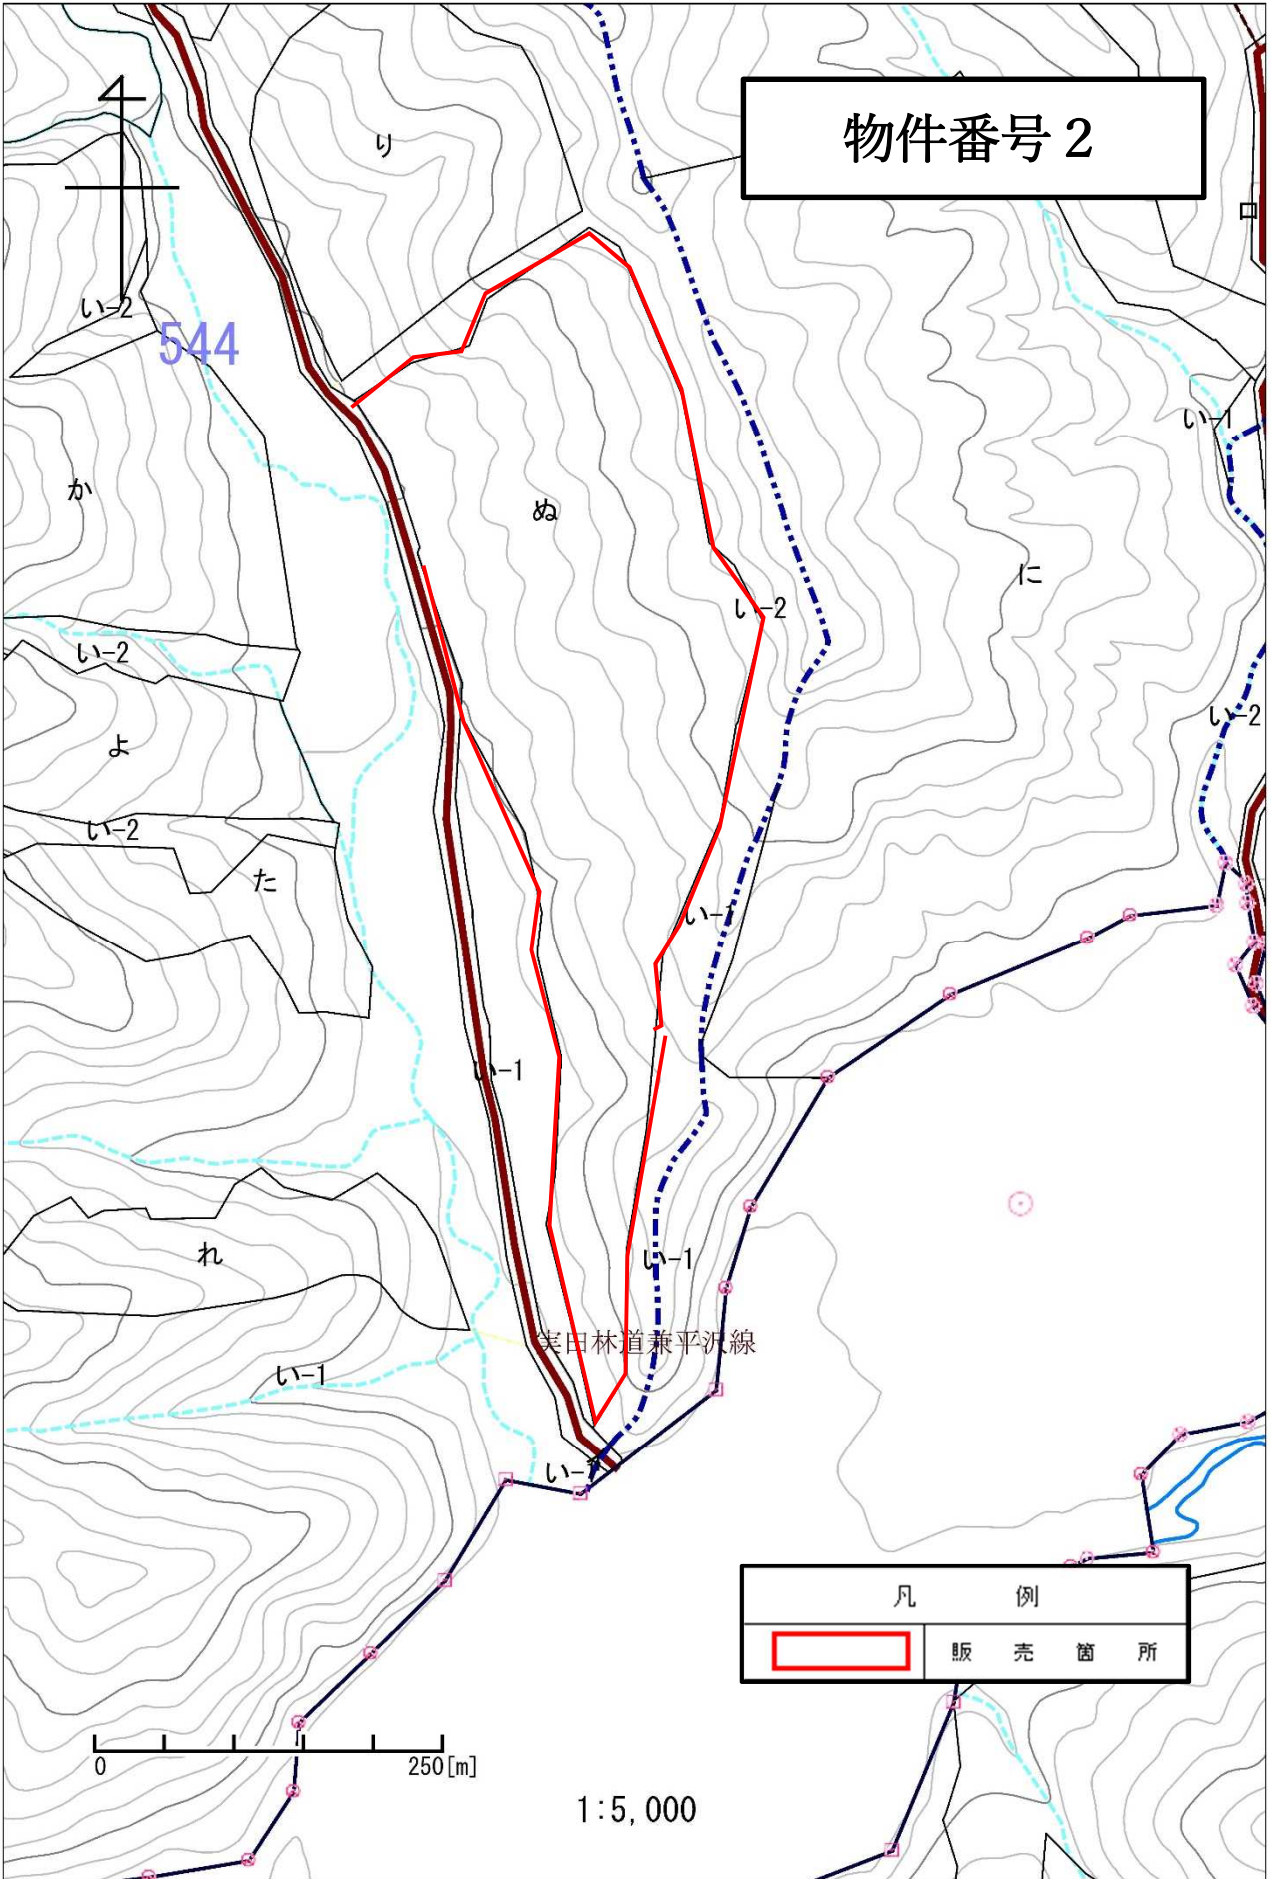 物件番号２
り
ロ
い-2
544
い-1
か
ぬ
に
い-2
い-2
い-2
よ
い-2
た
い-1
い-1
れ
い-1
実田林道兼平沢線
い-1
い-1
凡 例
販 売 箇 所
0 250[m]
1:5,000